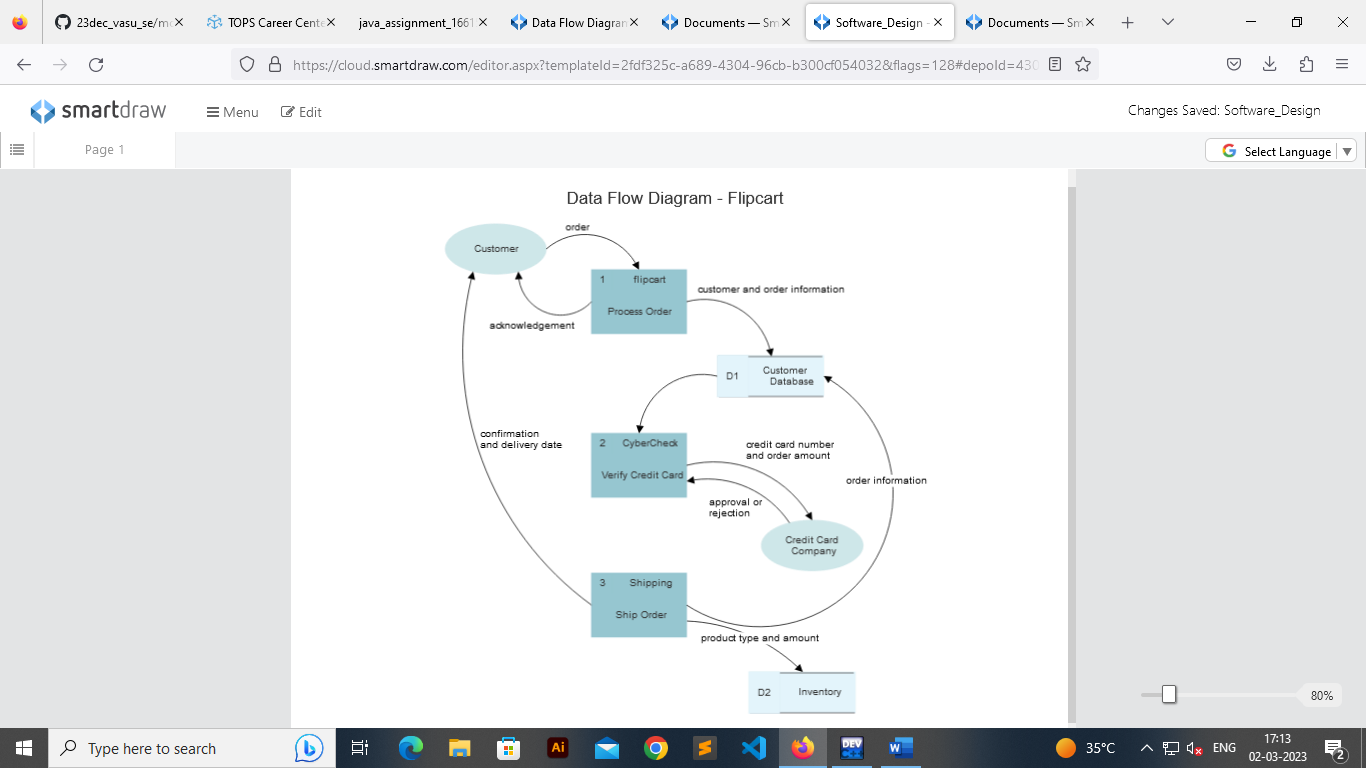 23dec_vasu_se/mo
TOPS Career Cente
java_assignment_1661
Data Flow Diagran
Documents — Sm
Software_Design -
Documents — Sm
https://cloud.smartdraw.com/editor.aspx?templateId=2fdf325c-a689-4304-96cb-b300cf054032&flags=128#depoId=430
smartdraw
Menu
Edit
Changes Saved: Software_Design
Page 1
Select Language
Data Flow Diagram - Flipcart
order
Customer
1 flipcart
Process Order
customer and order information
acknowledgement
D1
Customer
Database
confirmation
and delivery date
2 CyberCheck
Verify Credit Card
credit card number
and order amount
order information
approval or
rejection
Credit Card
Company
3 Shipping
Ship Order
product type and amount
D2 Inventory
80%
Type here to search
Ai
DEV
35°C
ENG
17:13
02-03-2023
2